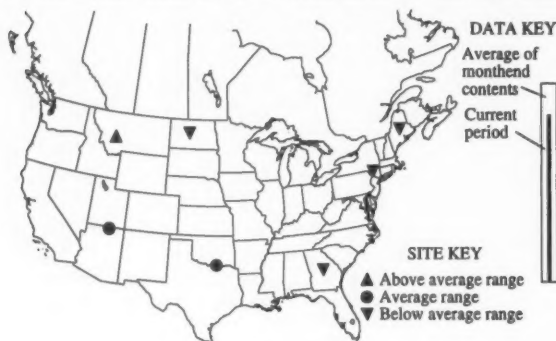 DATA KEY
Average of
monthend
contents
Current
period
SITE KEY
Above average range
Average range
Below average range